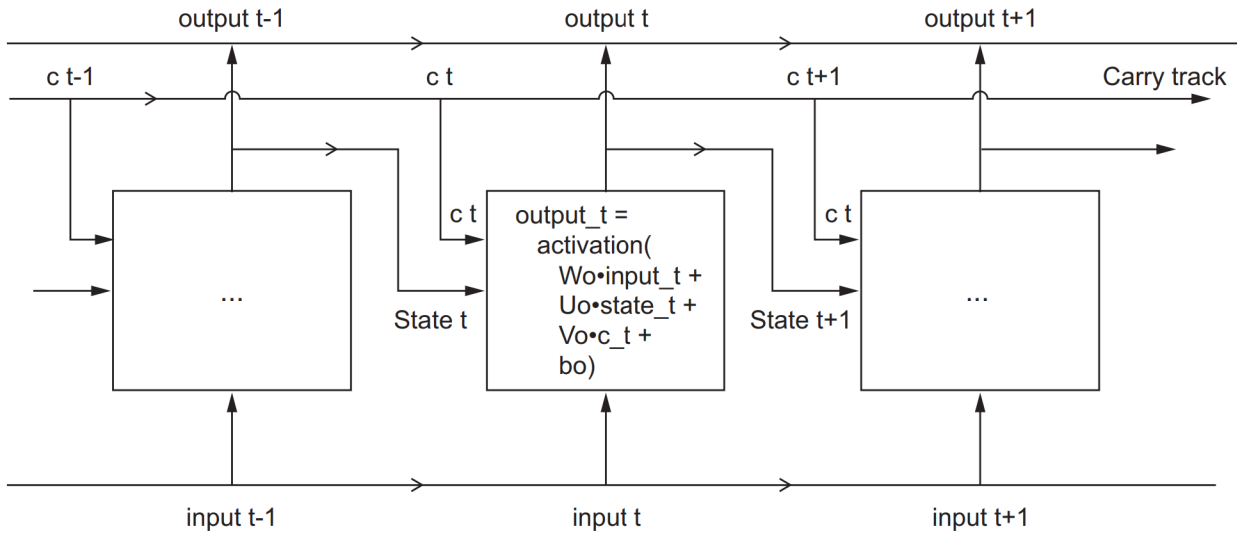 output t-1
output t
output t+1
c t-1
c t
c t+1
Carry track
c t
c t
output_t =
activation(
Wo•input_t +
Uo•state_t +
Vo•c_t +
bo)
...
...
State t
State t+1
input t-1
input t
input t+1